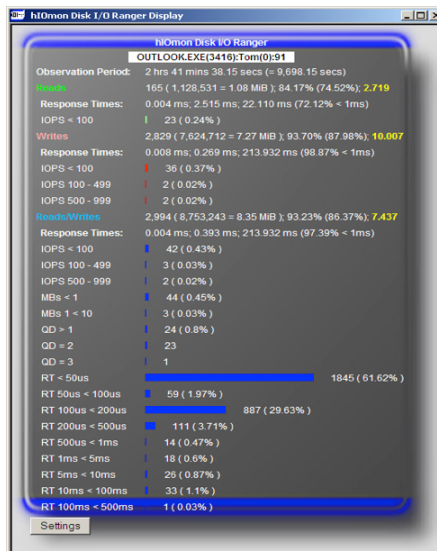 hIOmon Disk I/O Ranger Display
hIOmon Disk I/O Ranger
OUTLOOK.EXE(3416):Tom(0):91
Observation Period: 2 hrs 41 mins 38.15 secs (= 9,698.15 secs)
Reads 165 ( 1,128,531 = 1.08 MiB ); 84.17% (74.52%); 2.719
Response Times: 0.004 ms; 2.515 ms; 22.110 ms (72.12% < 1ms)
IOPS < 100 23 ( 0.24% )
Writes 2,829 ( 7,624,712 = 7.27 MiB ); 93.70% (87.98%); 10.007
Response Times: 0.008 ms; 0.269 ms; 213.932 ms (98.87% < 1ms)
IOPS < 100 36 ( 0.37% )
IOPS 100 - 499 2 ( 0.02% )
IOPS 500 - 999 2 ( 0.02% )
Reads/Writes 2,994 ( 8,753,243 = 8.35 MiB ); 93.23% (86.37%); 7.437
Response Times: 0.004 ms; 0.393 ms; 213.932 ms (97.39% < 1ms)
IOPS < 100 42 ( 0.43% )
IOPS 100 - 499 3 ( 0.03% )
IOPS 500 - 999 2 ( 0.02% )
MBs < 1 44 ( 0.45% )
MBs 1 < 10 3 ( 0.03% )
QD > 1 24 ( 0.8% )
QD = 2 23
QD = 3 1
RT < 50us 1845 ( 61.62% )
RT 50us < 100us 59 ( 1.97% )
RT 100us < 200us 887 ( 29.63% )
RT 200us < 500us 111 ( 3.71% )
RT 500us < 1ms 14 ( 0.47% )
RT 1ms < 5ms 18 ( 0.6% )
RT 5ms < 10ms 26 ( 0.87% )
RT 10ms < 100ms 33 ( 1.1% )
RT 100ms < 500ms 1 ( 0.03% )
Settings